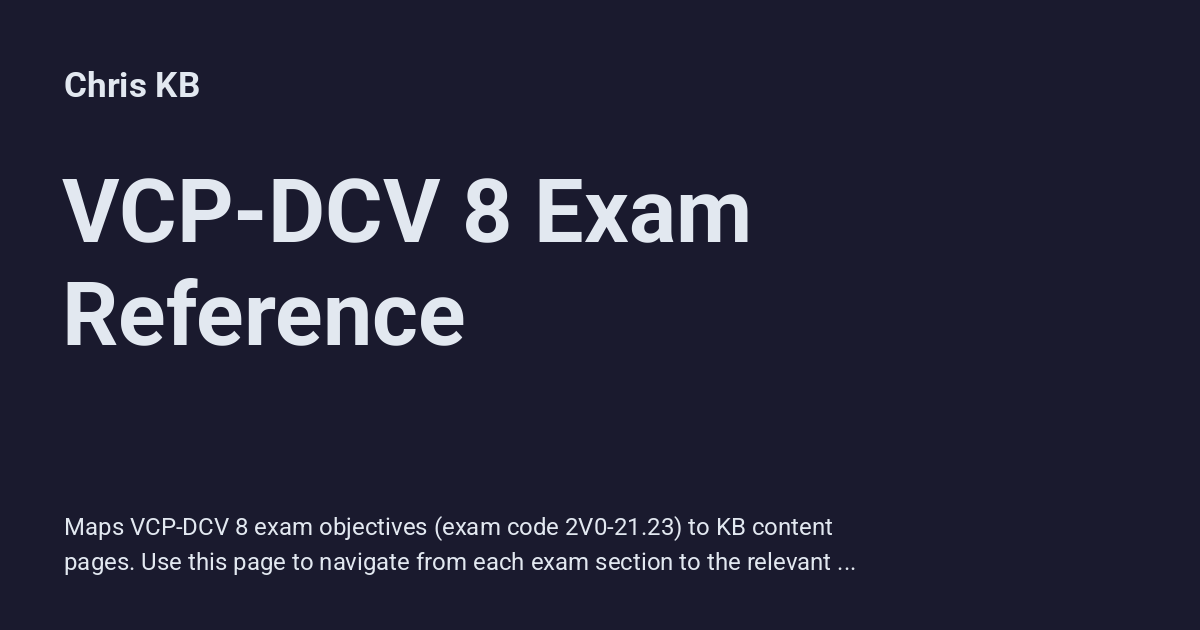 Chris KB
VCP-DCV 8 Exam
Reference
Maps VCP-DCV 8 exam objectives (exam code 2V0-21.23) to KB content
pages. Use this page to navigate from each exam section to the relevant ...